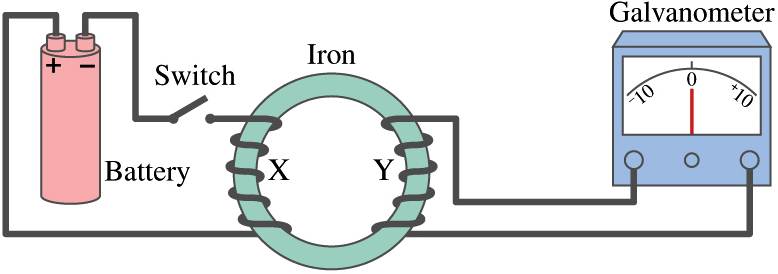 Galvanometer
Iron
Switch
+ −
0
-10 +10
X Y
Battery